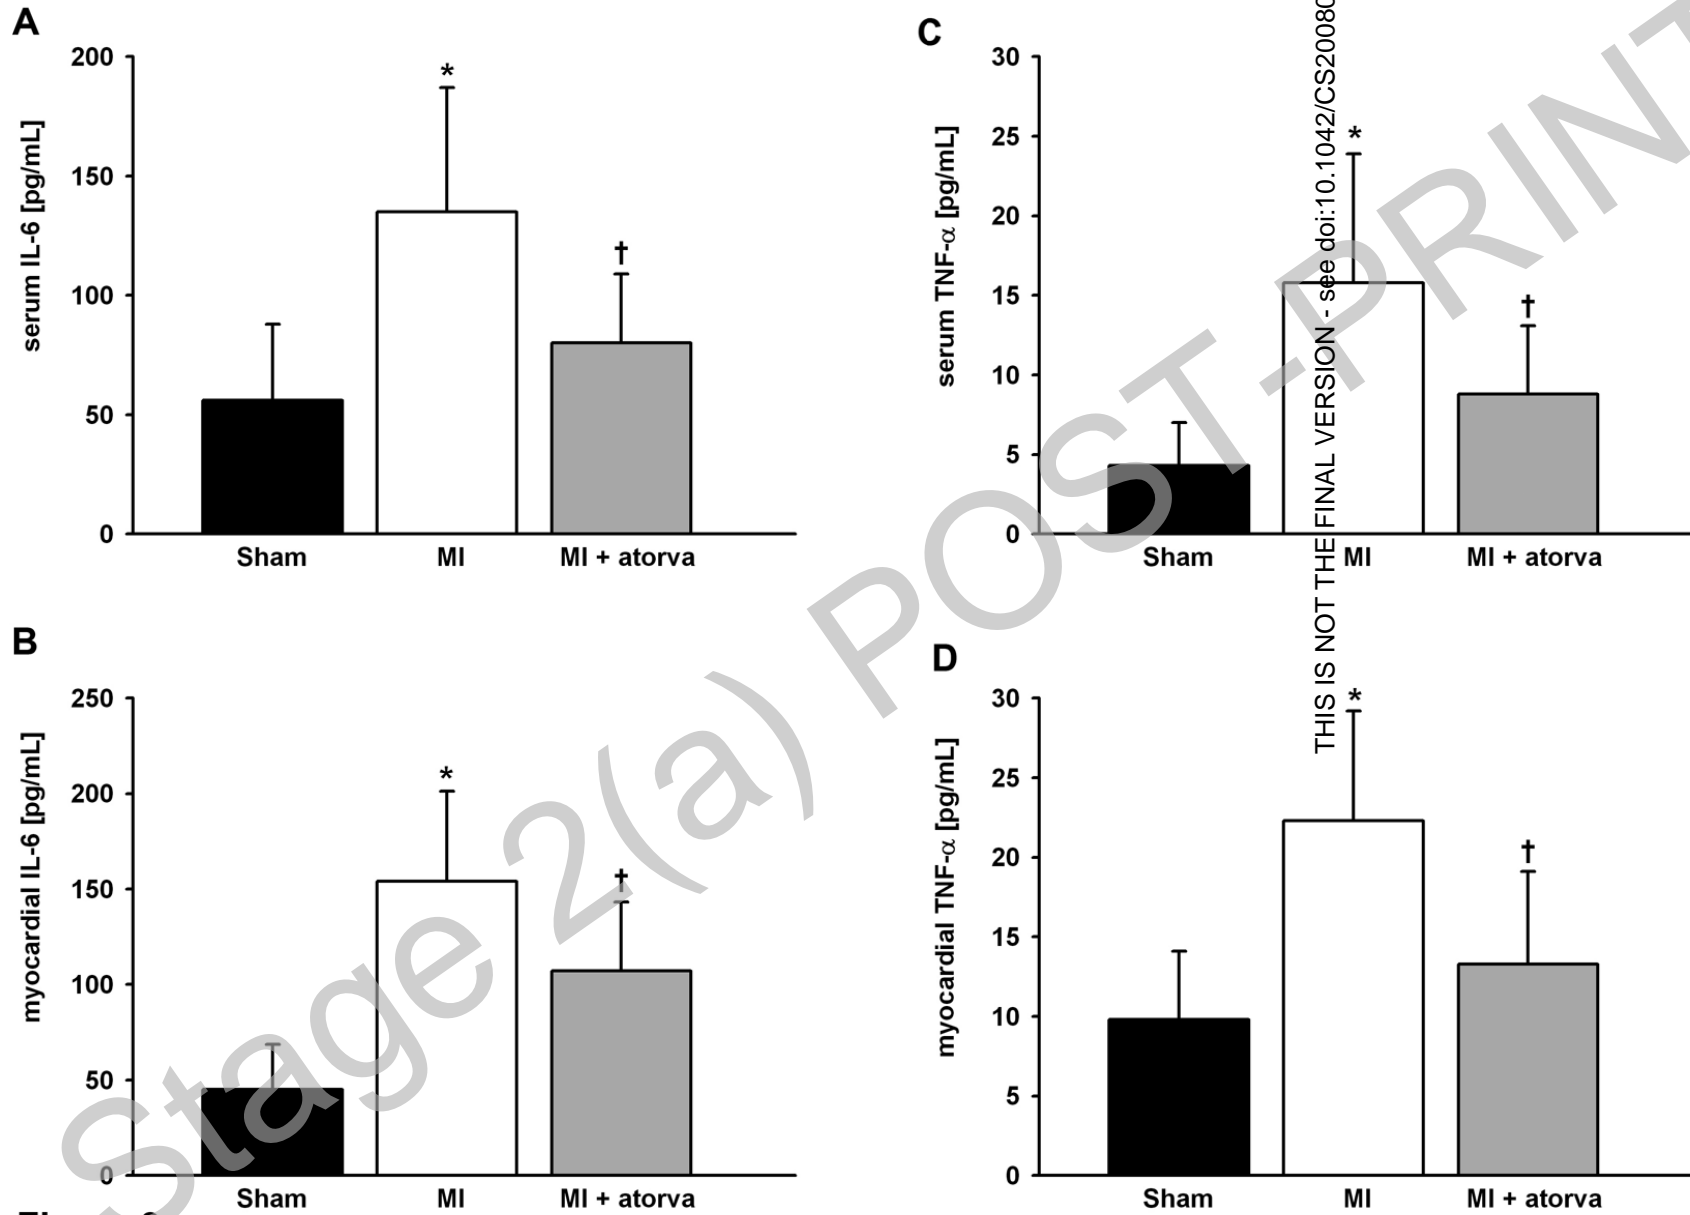 A
200
150
100
50
0
serum IL-6 [pg/mL]
*
†
Sham MI MI + atorva
C
30
25
20
15
10
5
0
serum TNF-α [pg/mL]
*
†
Sham MI MI + atorva
B
250
200
150
100
50
0
myocardial IL-6 [pg/mL]
*
†
Sham MI MI + atorva
D
30
25
20
15
10
5
0
myocardial TNF-α [pg/mL]
*
†
Sham MI MI + atorva
THIS IS NOT THE FINAL VERSION - see doi:10.1042/CS20080
Stage 2(a) POST-PRINT